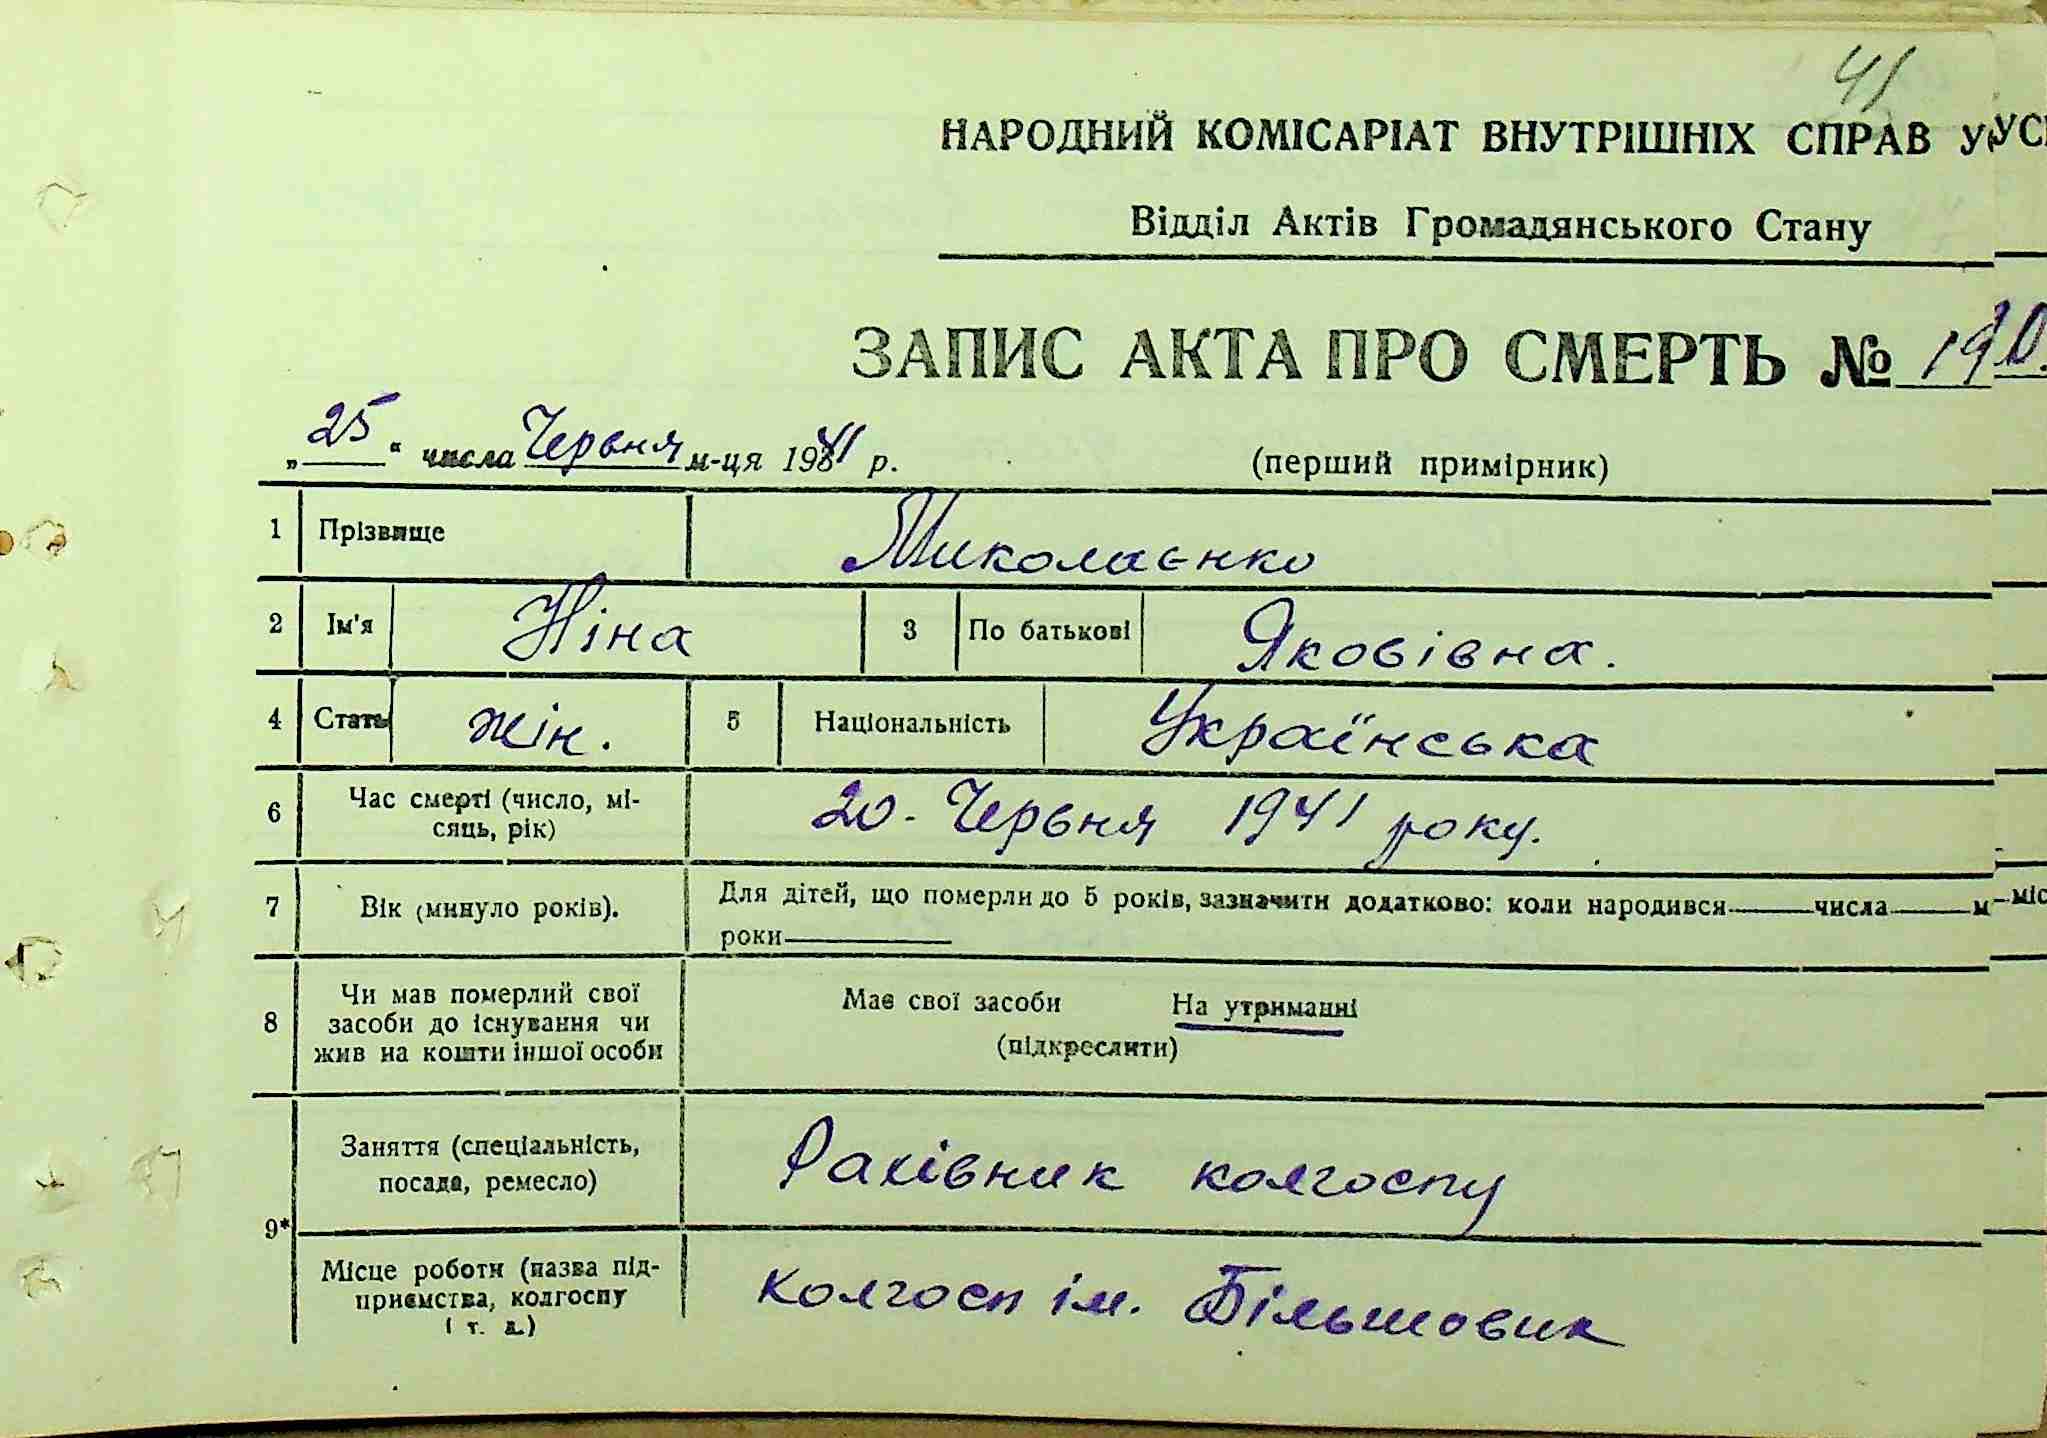 41
НАРОДНИЙ КОМІСАРІАТ ВНУТРІШНІХ СПРАВ
Відділ Актів Громадянського Стану
ЗАПИС АКТА ПРО СМЕРТЬ № 190.
„25“ числа Червня м-ця 1941 р. (перший примірник)
1 Прізвище Миколаєнко
2 Ім'я Ніна 3 По батькові Яковівна.
4 Стать жін. 5 Національність Українська
6 Час смерті (число, мі-
сяць, рік) 20. Червня 1941 року.
7 Вік (минуло років). Для дітей, що померли до 5 років, зазначити додатково: коли народився числа міс
роки
8 Чи мав померлий свої
засоби до існування чи
жив на кошти іншої особи
Має свої засоби На утриманні
(підкреслити)
9* Заняття (спеціальність,
посада, ремесло) Рахівник колгоспу
Місце роботи (назва під-
приємства, колгоспу
і т. д.) Колгосп ім. Більшовик